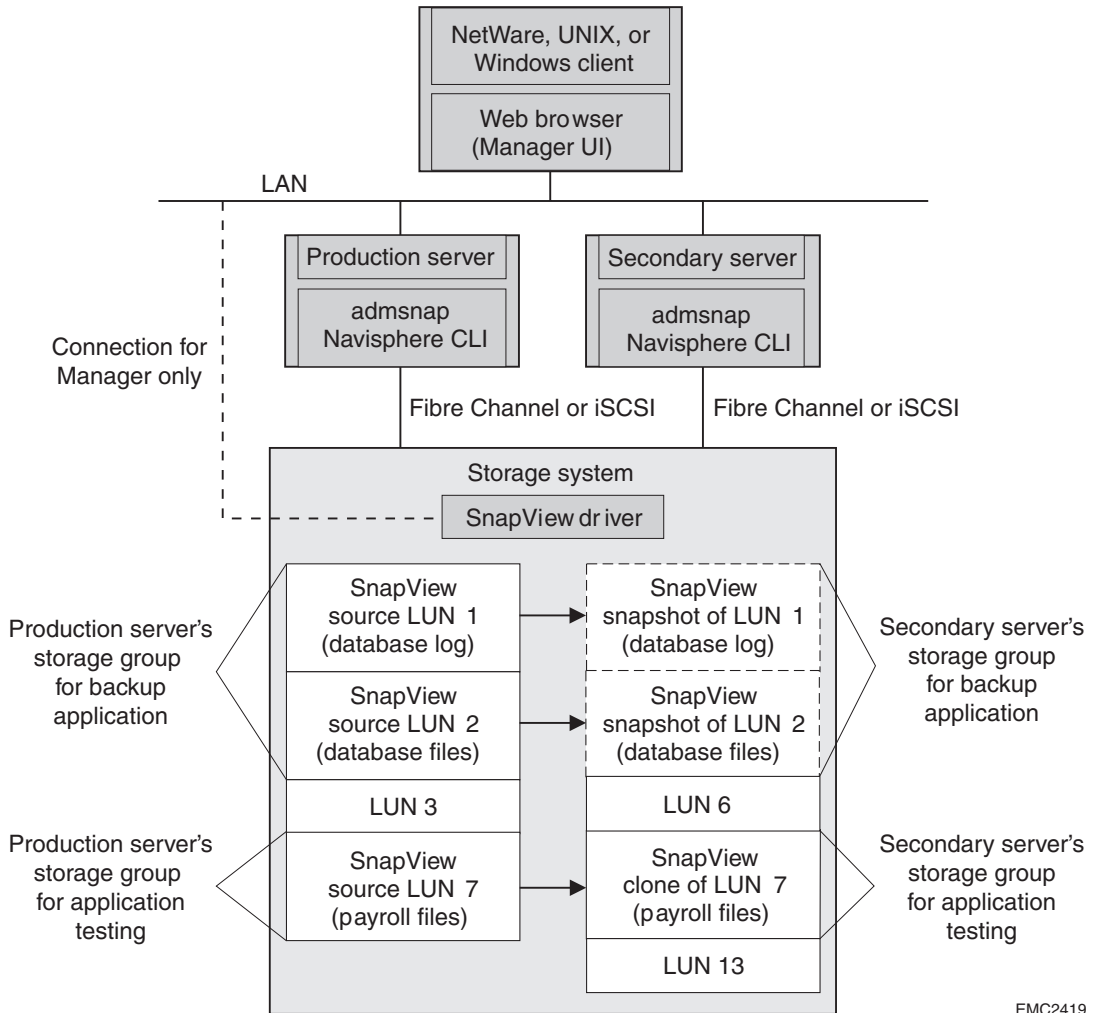 NetWare, UNIX, or
Windows client
Web browser
(Manager UI)
LAN
Production server
admsnap
Navisphere CLI
Secondary server
admsnap
Navisphere CLI
Connection for
Manager only
Fibre Channel or iSCSI
Fibre Channel or iSCSI
Storage system
SnapView driver
Production server's
storage group
for backup
application
SnapView
source LUN 1
(database log)
SnapView
snapshot of LUN 1
(database log)
Secondary server's
storage group
for backup
application
SnapView
source LUN 2
(database files)
SnapView
snapshot of LUN 2
(database files)
LUN 3
LUN 6
Production server's
storage group
for application
testing
SnapView
source LUN 7
(payroll files)
SnapView
clone of LUN 7
(payroll files)
Secondary server's
storage group
for application
testing
LUN 13
EMC2419